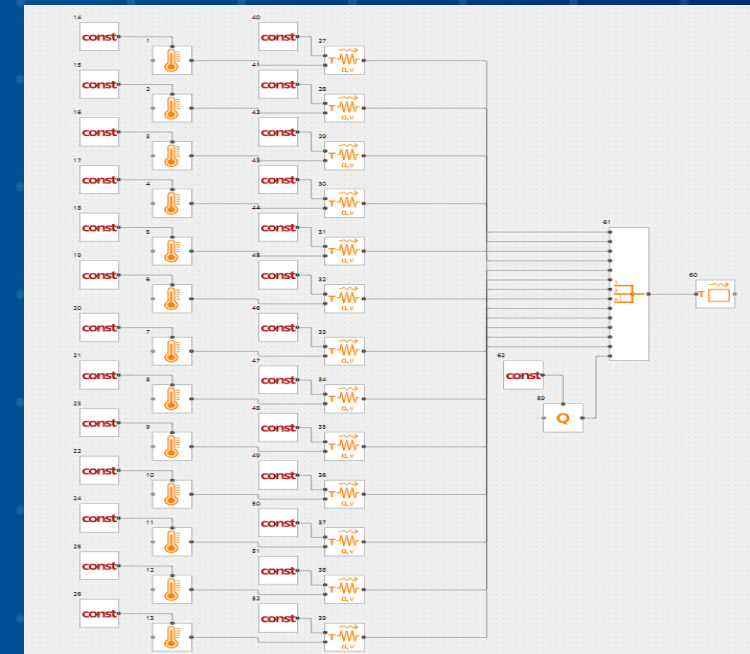 14 40
const 1 const 27
T
α, v
15 41
const 2 const 28
T
α, v
16 42
const 3 const 29
T
α, v
17 43
const 4 const 30
T
α, v
18 44 61
const 5 const 31
T
α, v
19 45 60
const 6 const 32
T T
α, v
20 46
const 7 const 33
T
α, v
21 47 62
const 8 const 34 const
T 59
α, v Q
23 48
const 9 const 35
T
α, v
22 49
const 10 const 36
T
α, v
24 50
const 11 const 37
T
α, v
25 51
const 12 const 38
T
α, v
26 52
const 13 const 39
T
α, v